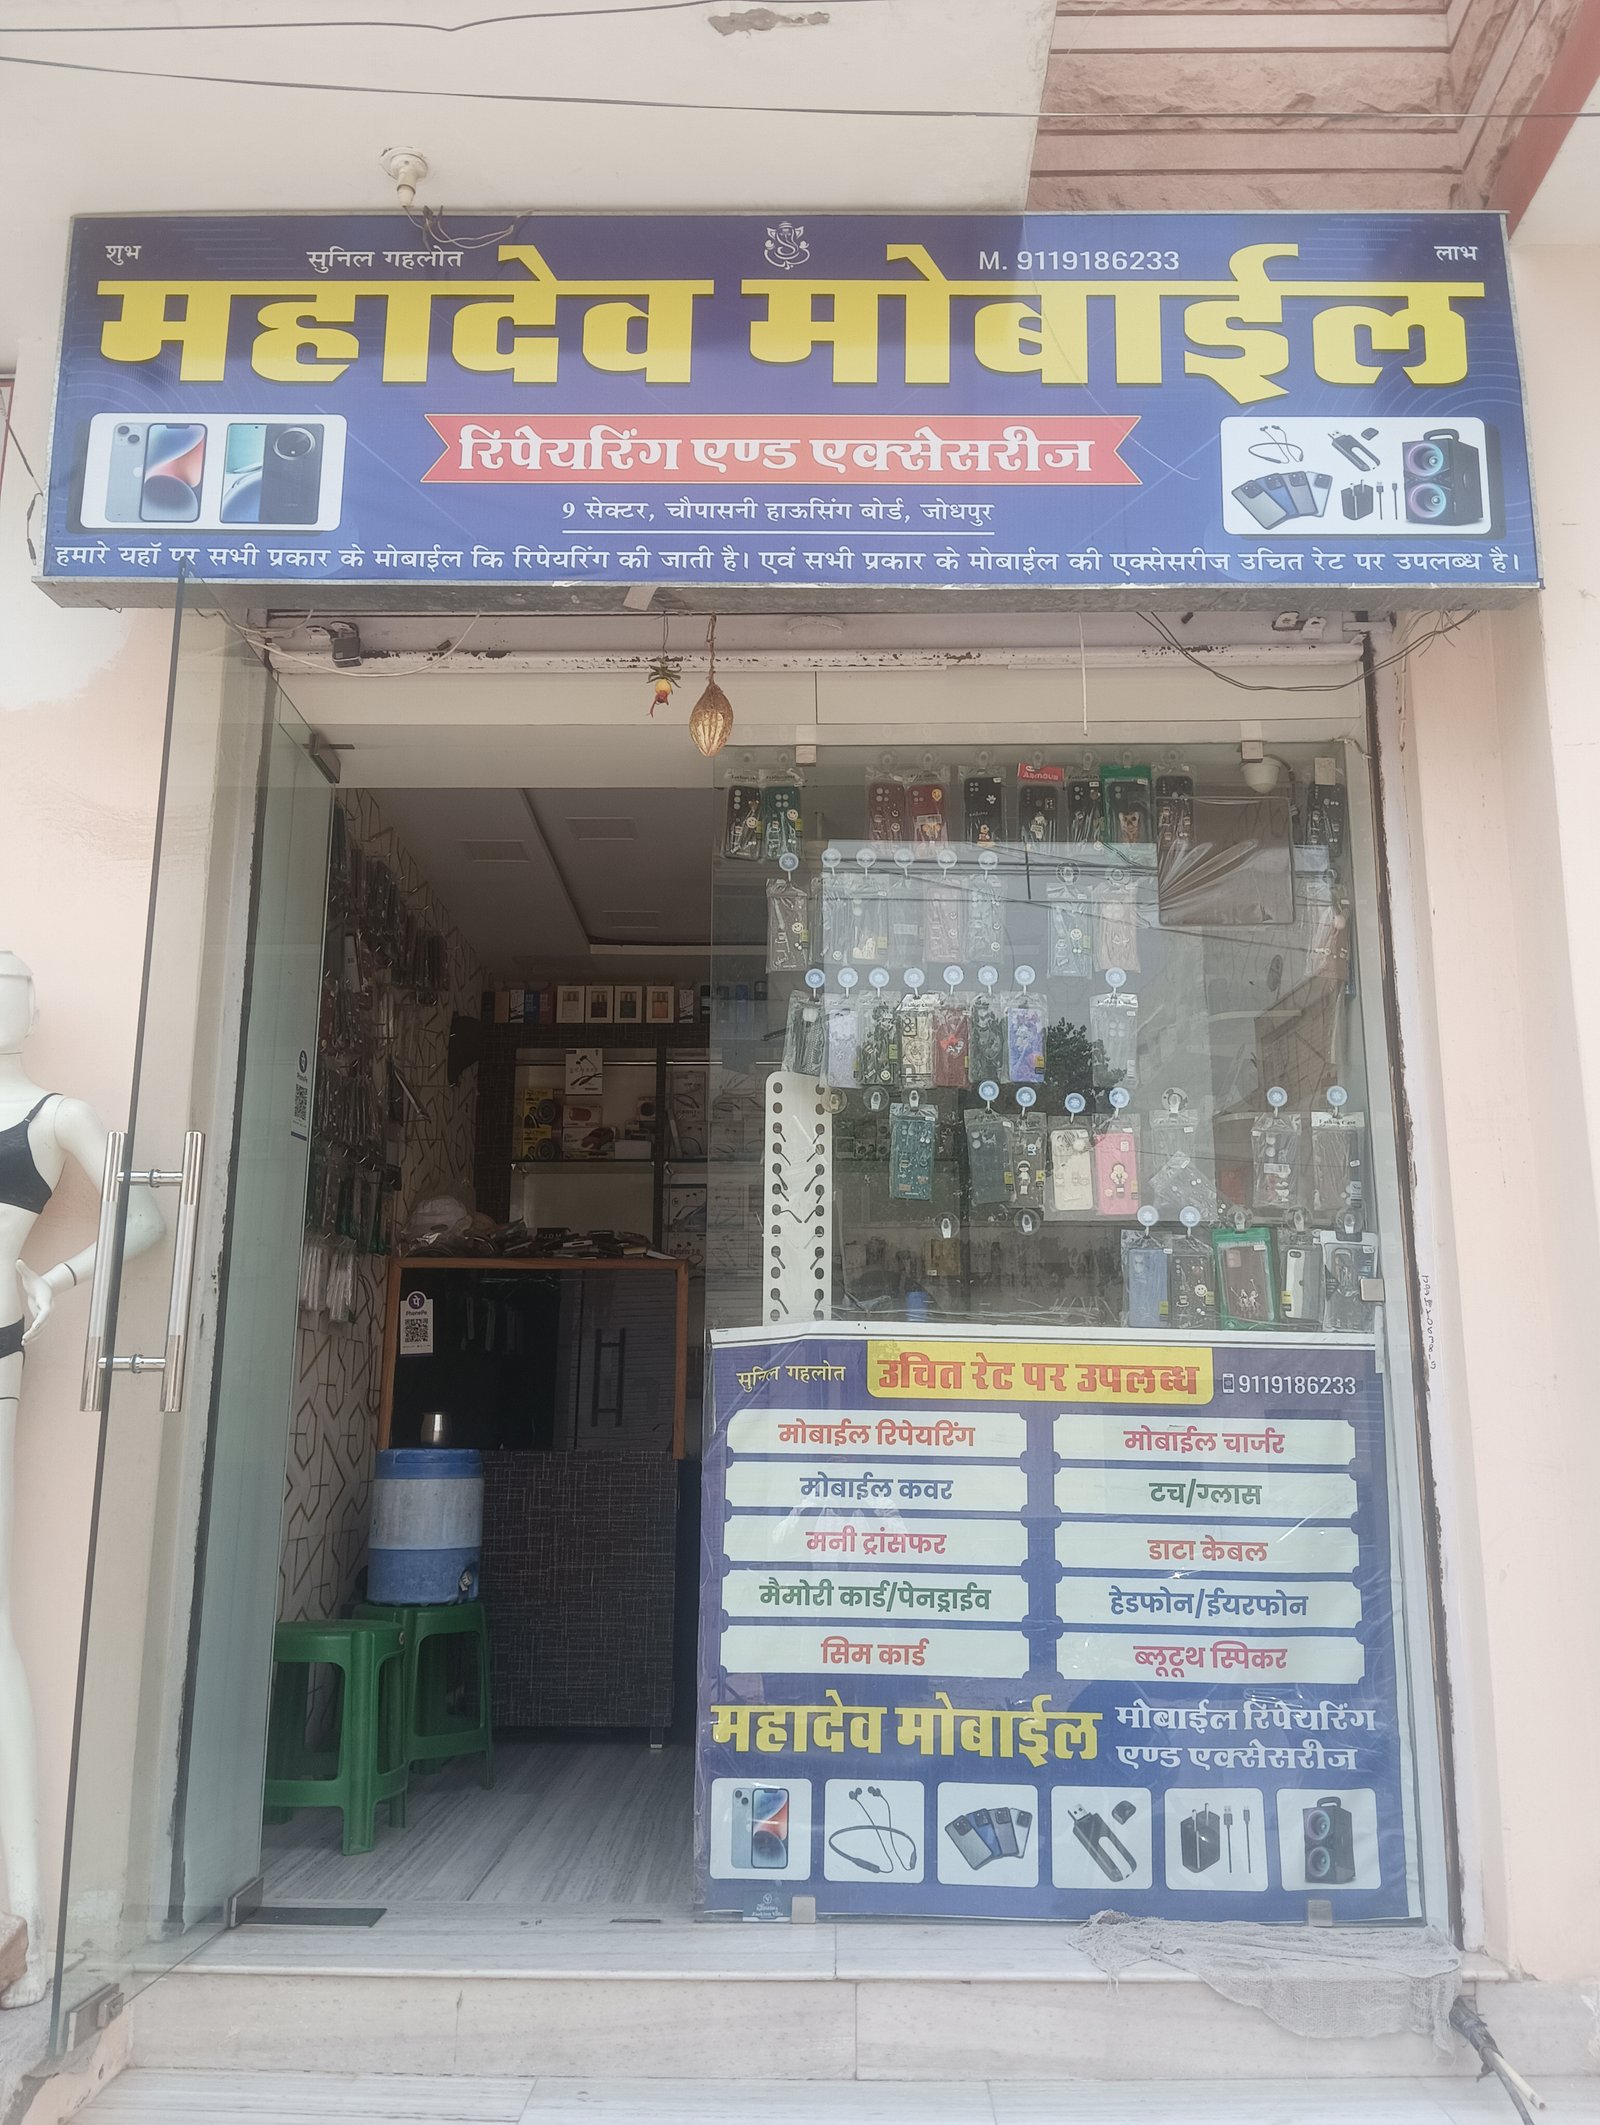 शुभ
सुनिल गहलोत
M. 9119186233
लाभ
महादेव मोबाईल
रिपेयरिंग एण्ड एक्सेसरीज
9 सेक्टर, चौपासनी हाऊसिंग बोर्ड, जोधपुर
हमारे यहाॅ पर सभी प्रकार के मोबाईल कि रिपेयरिंग की जाती है। एवं सभी प्रकार के मोबाईल की एक्सेसरीज उचित रेट पर उपलब्ध है।
पे
PhonePe
सुनिल गहलोत
उचित रेट पर उपलब्ध
9119186233
मोबाईल रिपेयरिंग
मोबाईल चार्जर
मोबाईल कवर
टच/ग्लास
मनी ट्रांसफर
डाटा केबल
मैमोरी कार्ड/पेनड्राईव
हेडफोन/ईयरफोन
सिम कार्ड
ब्लूटूथ स्पिकर
महादेव मोबाईल
मोबाईल रिपेयरिंग
एण्ड एक्सेसरीज